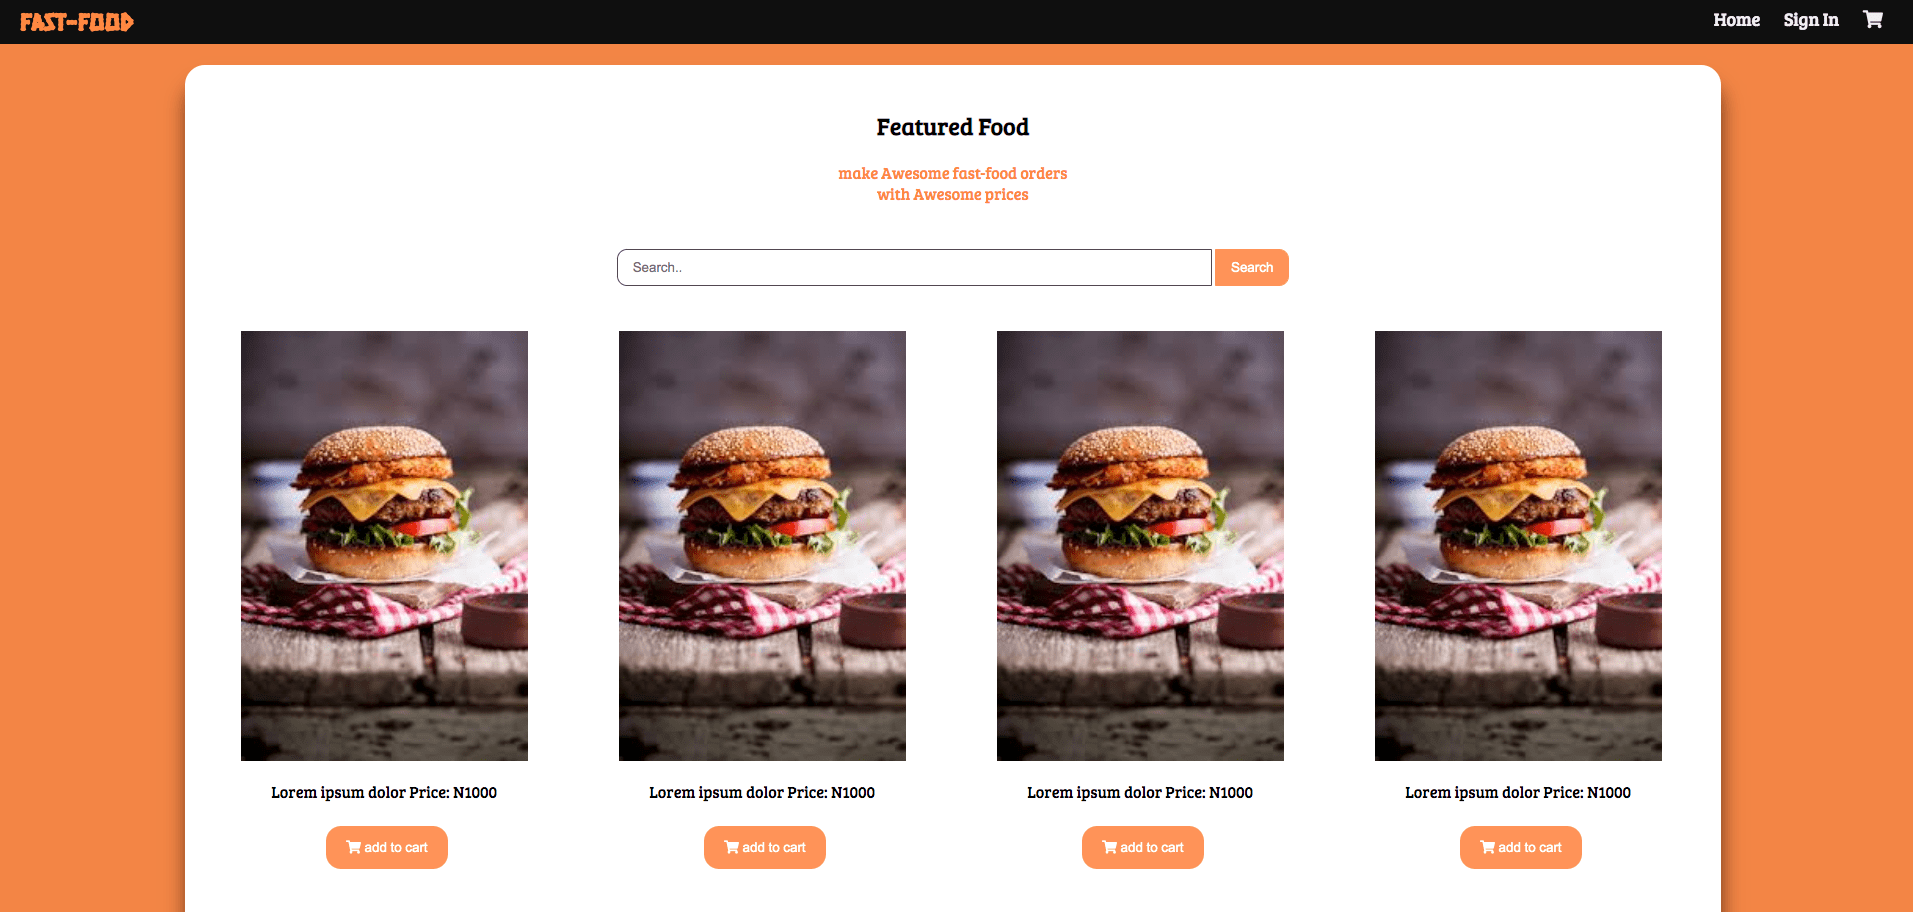 FAST-FOOD
Home Sign In
Featured Food
make Awesome fast-food orders
with Awesome prices
Search.. Search
Lorem ipsum dolor Price: N1000 Lorem ipsum dolor Price: N1000 Lorem ipsum dolor Price: N1000 Lorem ipsum dolor Price: N1000
add to cart add to cart add to cart add to cart